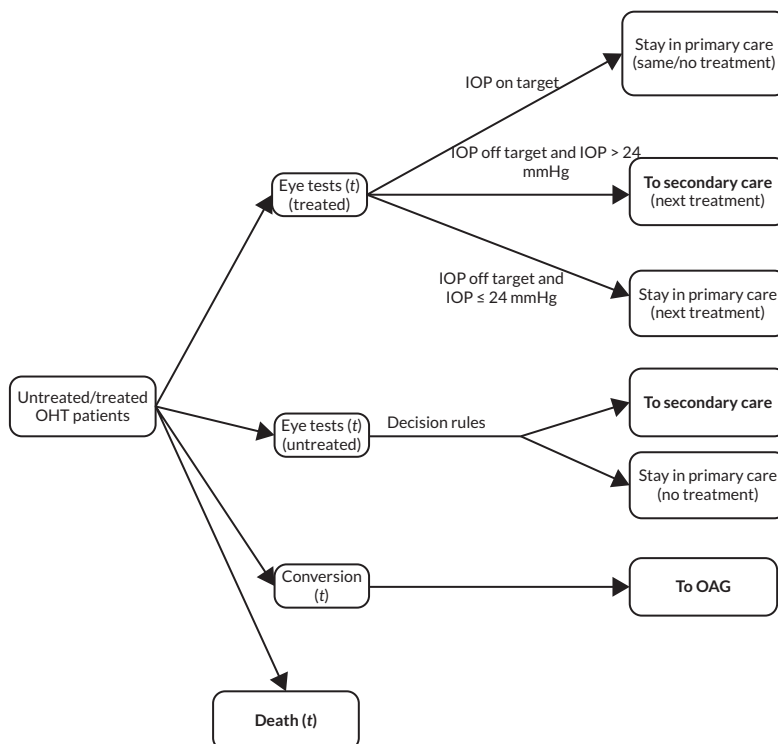 Stay in primary care
(same/no treatment)
IOP on target
IOP off target and IOP > 24
mmHg
Eye tests (t)
(treated)
To secondary care
(next treatment)
IOP off target and
IOP ≤ 24 mmHg
Stay in primary care
(next treatment)
Untreated/treated
OHT patients
To secondary care
Eye tests (t)
(untreated)
Decision rules
Stay in primary care
(no treatment)
Conversion
(t)
To OAG
Death (t)